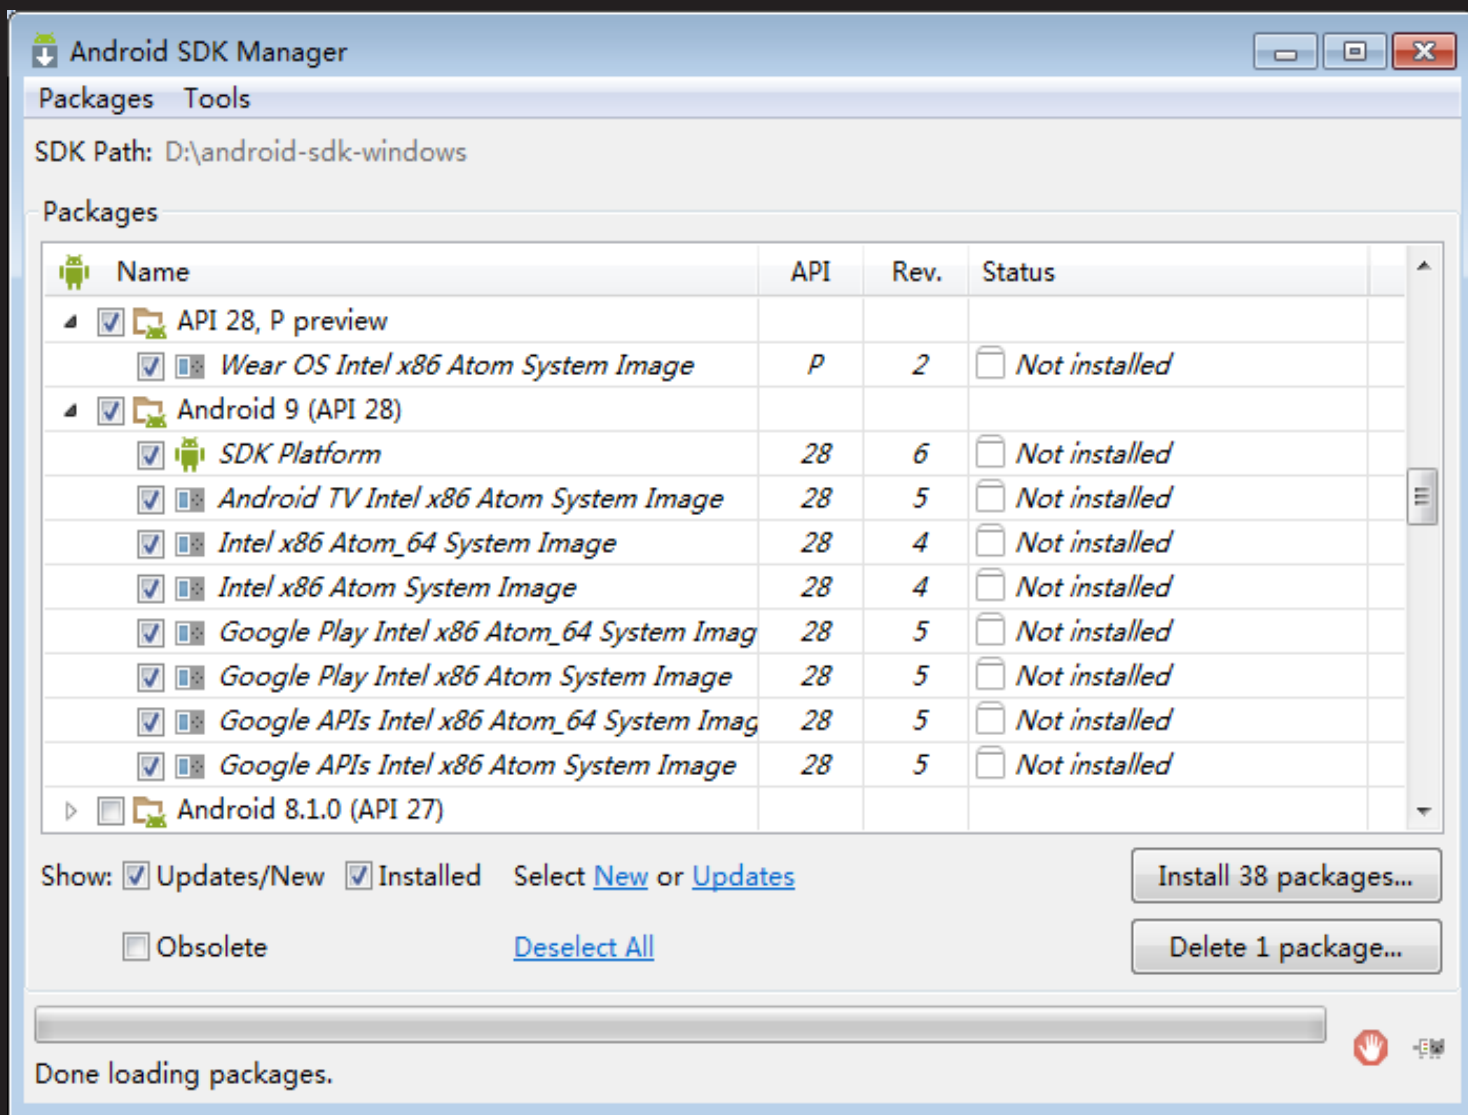 Android SDK Manager
Packages Tools
SDK Path: D:\android-sdk-windows
Packages
Name API Rev. Status
API 28, P preview
Wear OS Intel x86 Atom System Image P 2 Not installed
Android 9 (API 28)
SDK Platform 28 6 Not installed
Android TV Intel x86 Atom System Image 28 5 Not installed
Intel x86 Atom_64 System Image 28 4 Not installed
Intel x86 Atom System Image 28 4 Not installed
Google Play Intel x86 Atom_64 System Imag 28 5 Not installed
Google Play Intel x86 Atom System Image 28 5 Not installed
Google APIs Intel x86 Atom_64 System Imag 28 5 Not installed
Google APIs Intel x86 Atom System Image 28 5 Not installed
Android 8.1.0 (API 27)
Show: Updates/New Installed Select New or Updates Install 38 packages...
Obsolete Deselect All Delete 1 package...
Done loading packages.